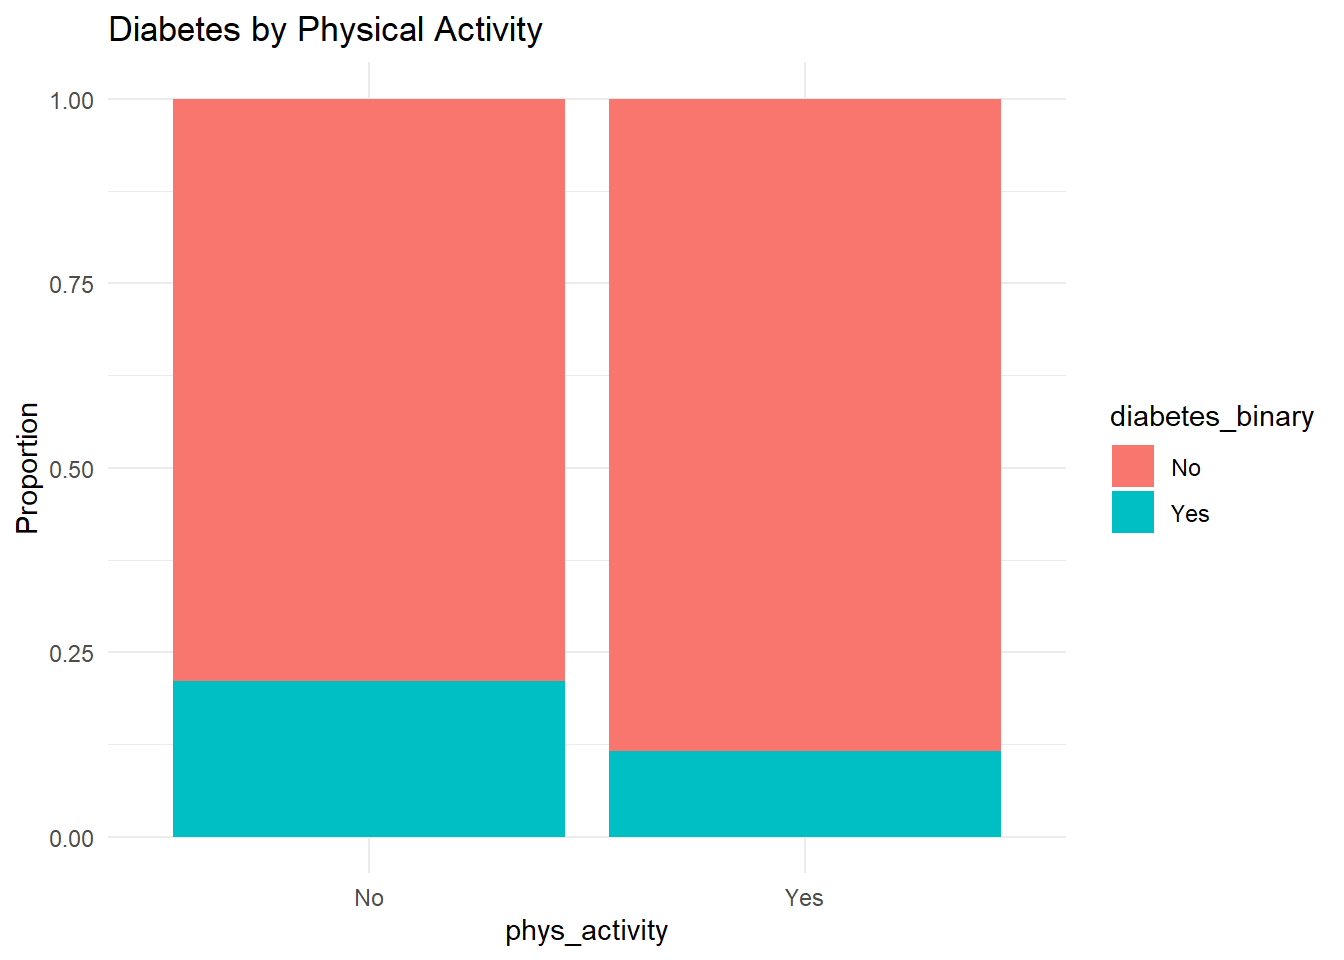 Diabetes by Physical Activity
1.00
0.75
0.50
0.25
0.00
Proportion
No
Yes
phys_activity
diabetes_binary
No
Yes